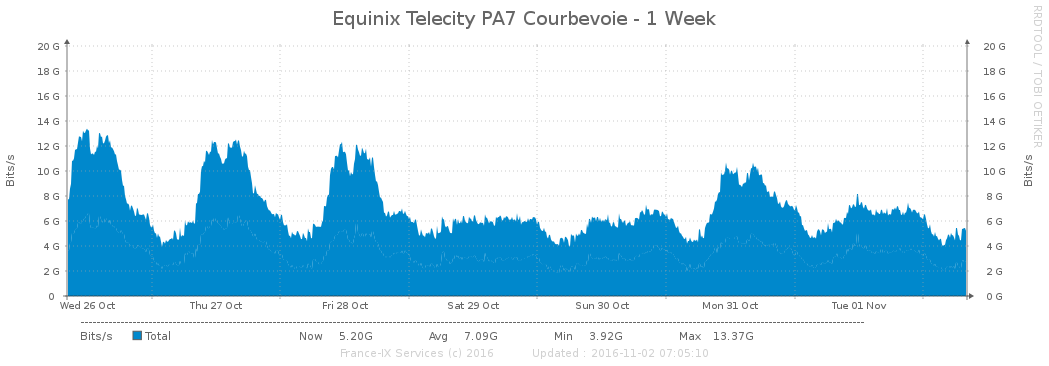 Equinix Telecity PA7 Courbevoie - 1 Week
RRDTOOL / TOBI OETIKER
Bits/s
Bits/s
20 G 20 G
18 G 18 G
16 G 16 G
14 G 14 G
12 G 12 G
10 G 10 G
8 G 8 G
6 G 6 G
4 G 4 G
2 G 2 G
0 0 G
Wed 26 Oct Thu 27 Oct Fri 28 Oct Sat 29 Oct Sun 30 Oct Mon 31 Oct Tue 01 Nov
Bits/s Total Now 5.20G Avg 7.09G Min 3.92G Max 13.37G
France-IX Services (c) 2016 Updated : 2016-11-02 07:05:10